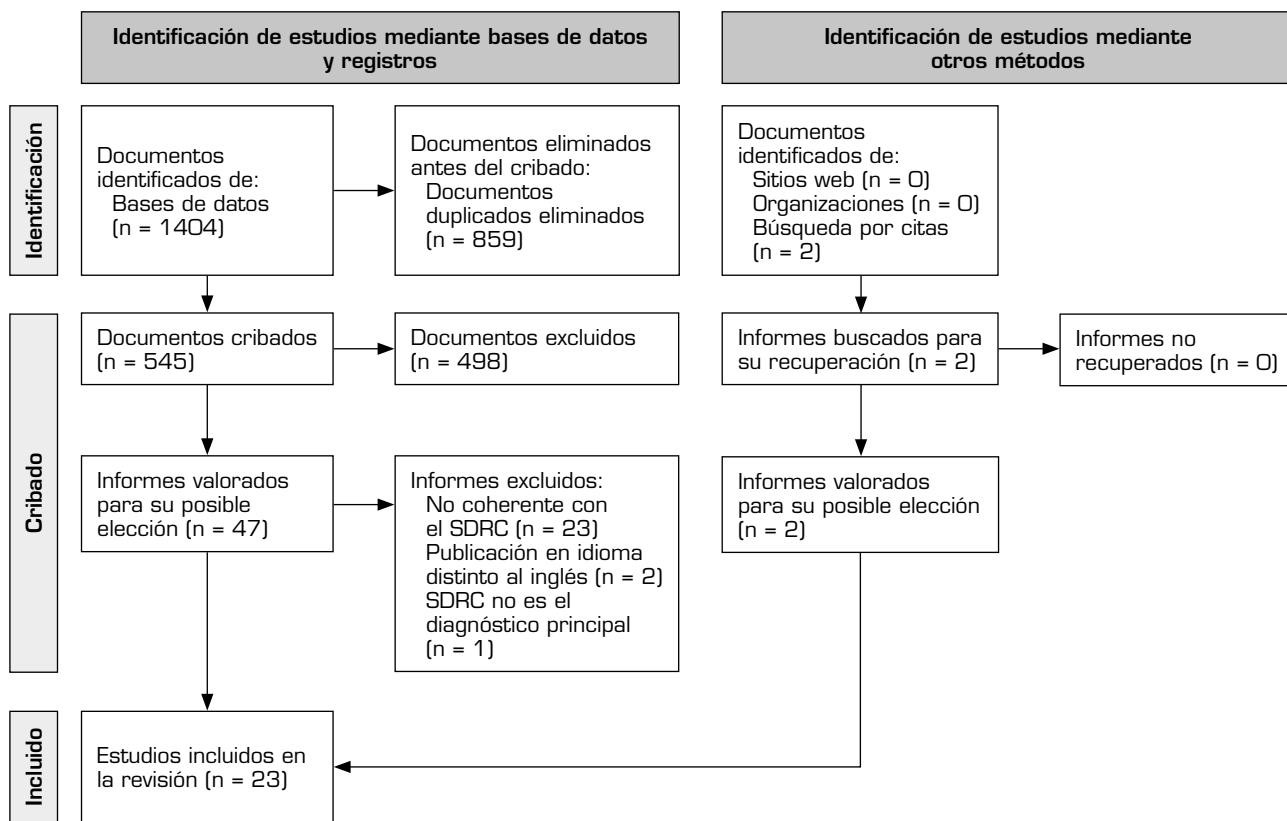 Identificación de estudios mediante bases de datos
y registros
Identificación de estudios mediante
otros métodos
Identificación
Documentos
identificados de:
Bases de datos
(n = 1404)
Documentos eliminados
antes del cribado:
Documentos
duplicados eliminados
(n = 859)
Documentos
identificados de:
Sitios web (n = 0)
Organizaciones (n = 0)
Búsqueda por citas
(n = 2)
Cribado
Documentos cribados
(n = 545)
Documentos excluidos
(n = 498)
Informes buscados para
su recuperación (n = 2)
Informes no
recuperados (n = 0)
Informes valorados
para su posible
elección (n = 47)
Informes excluidos:
No coherente con
el SDRC (n = 23)
Publicación en idioma
distinto al inglés (n = 2)
SDRC no es el
diagnóstico principal
(n = 1)
Informes valorados
para su posible elección
(n = 2)
Incluido
Estudios incluidos en
la revisión (n = 23)